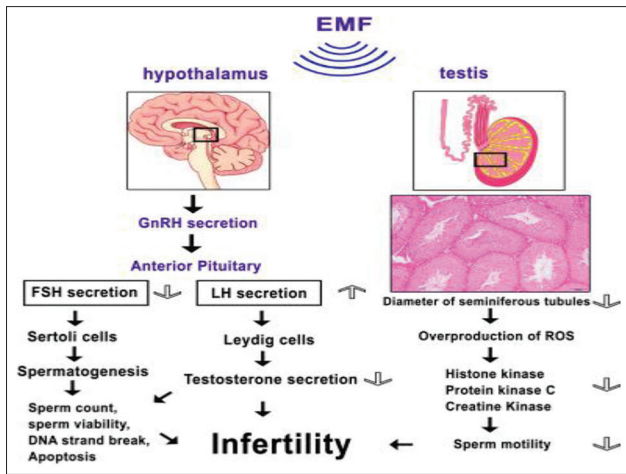 EMF
hypothalamus
testis
GnRH secretion
Anterior Pituitary
FSH secretion
LH secretion
Diameter of seminiferous tubules
Sertoli cells
Leydig cells
Overproduction of ROS
Spermatogenesis
Testosterone secretion
Histone kinase
Protein kinase C
Creatine Kinase
Sperm count,
sperm viability,
DNA strand break,
Apoptosis
Infertility
Sperm motility